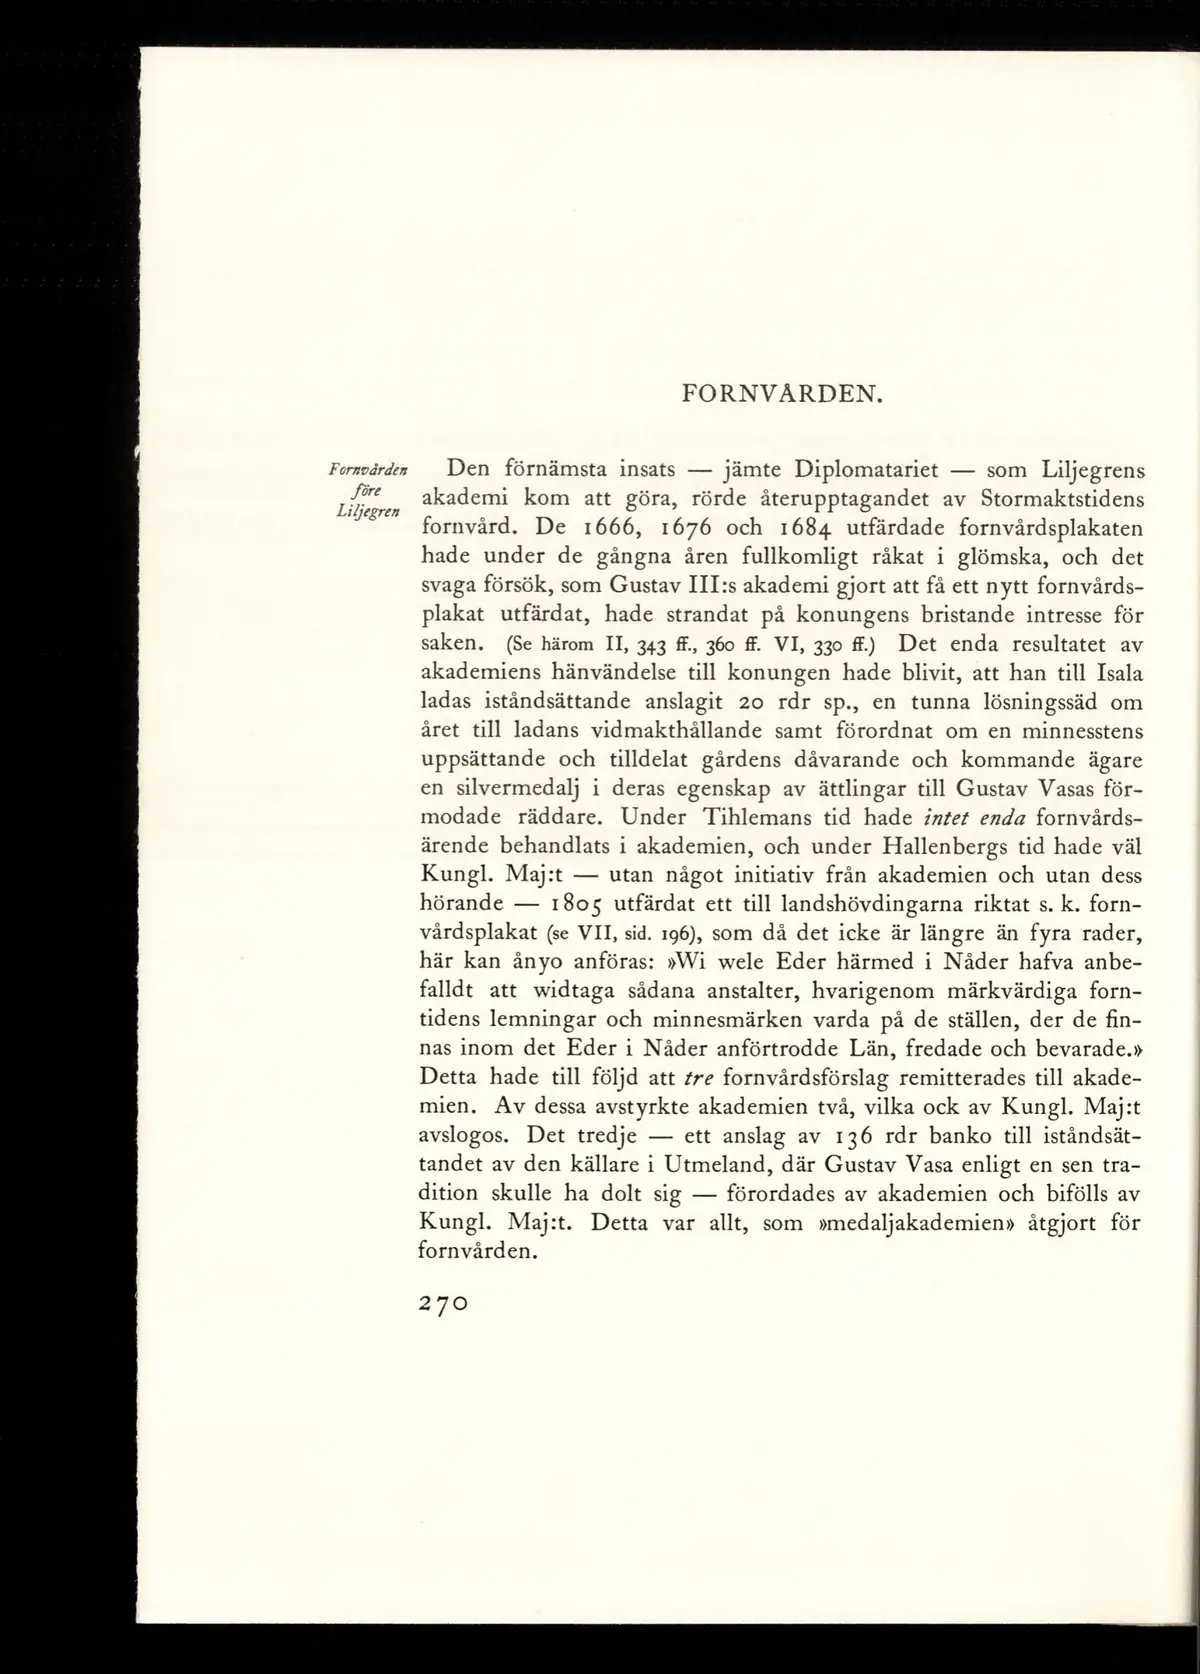 FORNVÅRDEN.
Fornvården
före
Liljegren
Den förnämsta insats — jämte Diplomatariet — som Liljegrens
akademi kom att göra, rörde återupptagandet av Stormaktstidens
fornvård. De 1666, 1676 och 1684 utfärdade fornvårdsplakaten
hade under de gångna åren fullkomligt råkat i glömska, och det
svaga försök, som Gustav III:s akademi gjort att få ett nytt fornvårds-
plakat utfärdat, hade strandat på konungens bristande intresse för
saken. (Se härom II, 343 ff., 360 ff. VI, 330 ff.) Det enda resultatet av
akademiens hänvändelse till konungen hade blivit, att han till Isala
ladas iståndsättande anslagit 20 rdr sp., en tunna lösningssäd om
året till ladans vidmakthållande samt förordnat om en minnesstens
uppsättande och tilldelat gårdens dåvarande och kommande ägare
en silvermedalj i deras egenskap av ättlingar till Gustav Vasas för-
modade räddare. Under Tihlemans tid hade intet enda fornvårds-
ärende behandlats i akademien, och under Hallenbergs tid hade väl
Kungl. Maj:t — utan något initiativ från akademien och utan dess
hörande — 1805 utfärdat ett till landshövdingarna riktat s. k. forn-
vårdsplakat (se VII, sid. 196), som då det icke är längre än fyra rader,
här kan ånyo anföras: »Wi wele Eder härmed i Nåder hafva anbe-
falldt att widtaga sådana anstalter, hvarigenom märkvärdiga forn-
tidens lemningar och minnesmärken varda på de ställen, der de fin-
nas inom det Eder i Nåder anförtrodde Län, fredade och bevarade.»
Detta hade till följd att tre fornvårdsförslag remitterades till akade-
mien. Av dessa avstyrkte akademien två, vilka ock av Kungl. Maj:t
avslogos. Det tredje — ett anslag av 136 rdr banko till iståndsät-
tandet av den källare i Utmeland, där Gustav Vasa enligt en sen tra-
dition skulle ha dolt sig — förordades av akademien och bifölls av
Kungl. Maj:t. Detta var allt, som »medaljakademien» åtgjort för
fornvården.
270